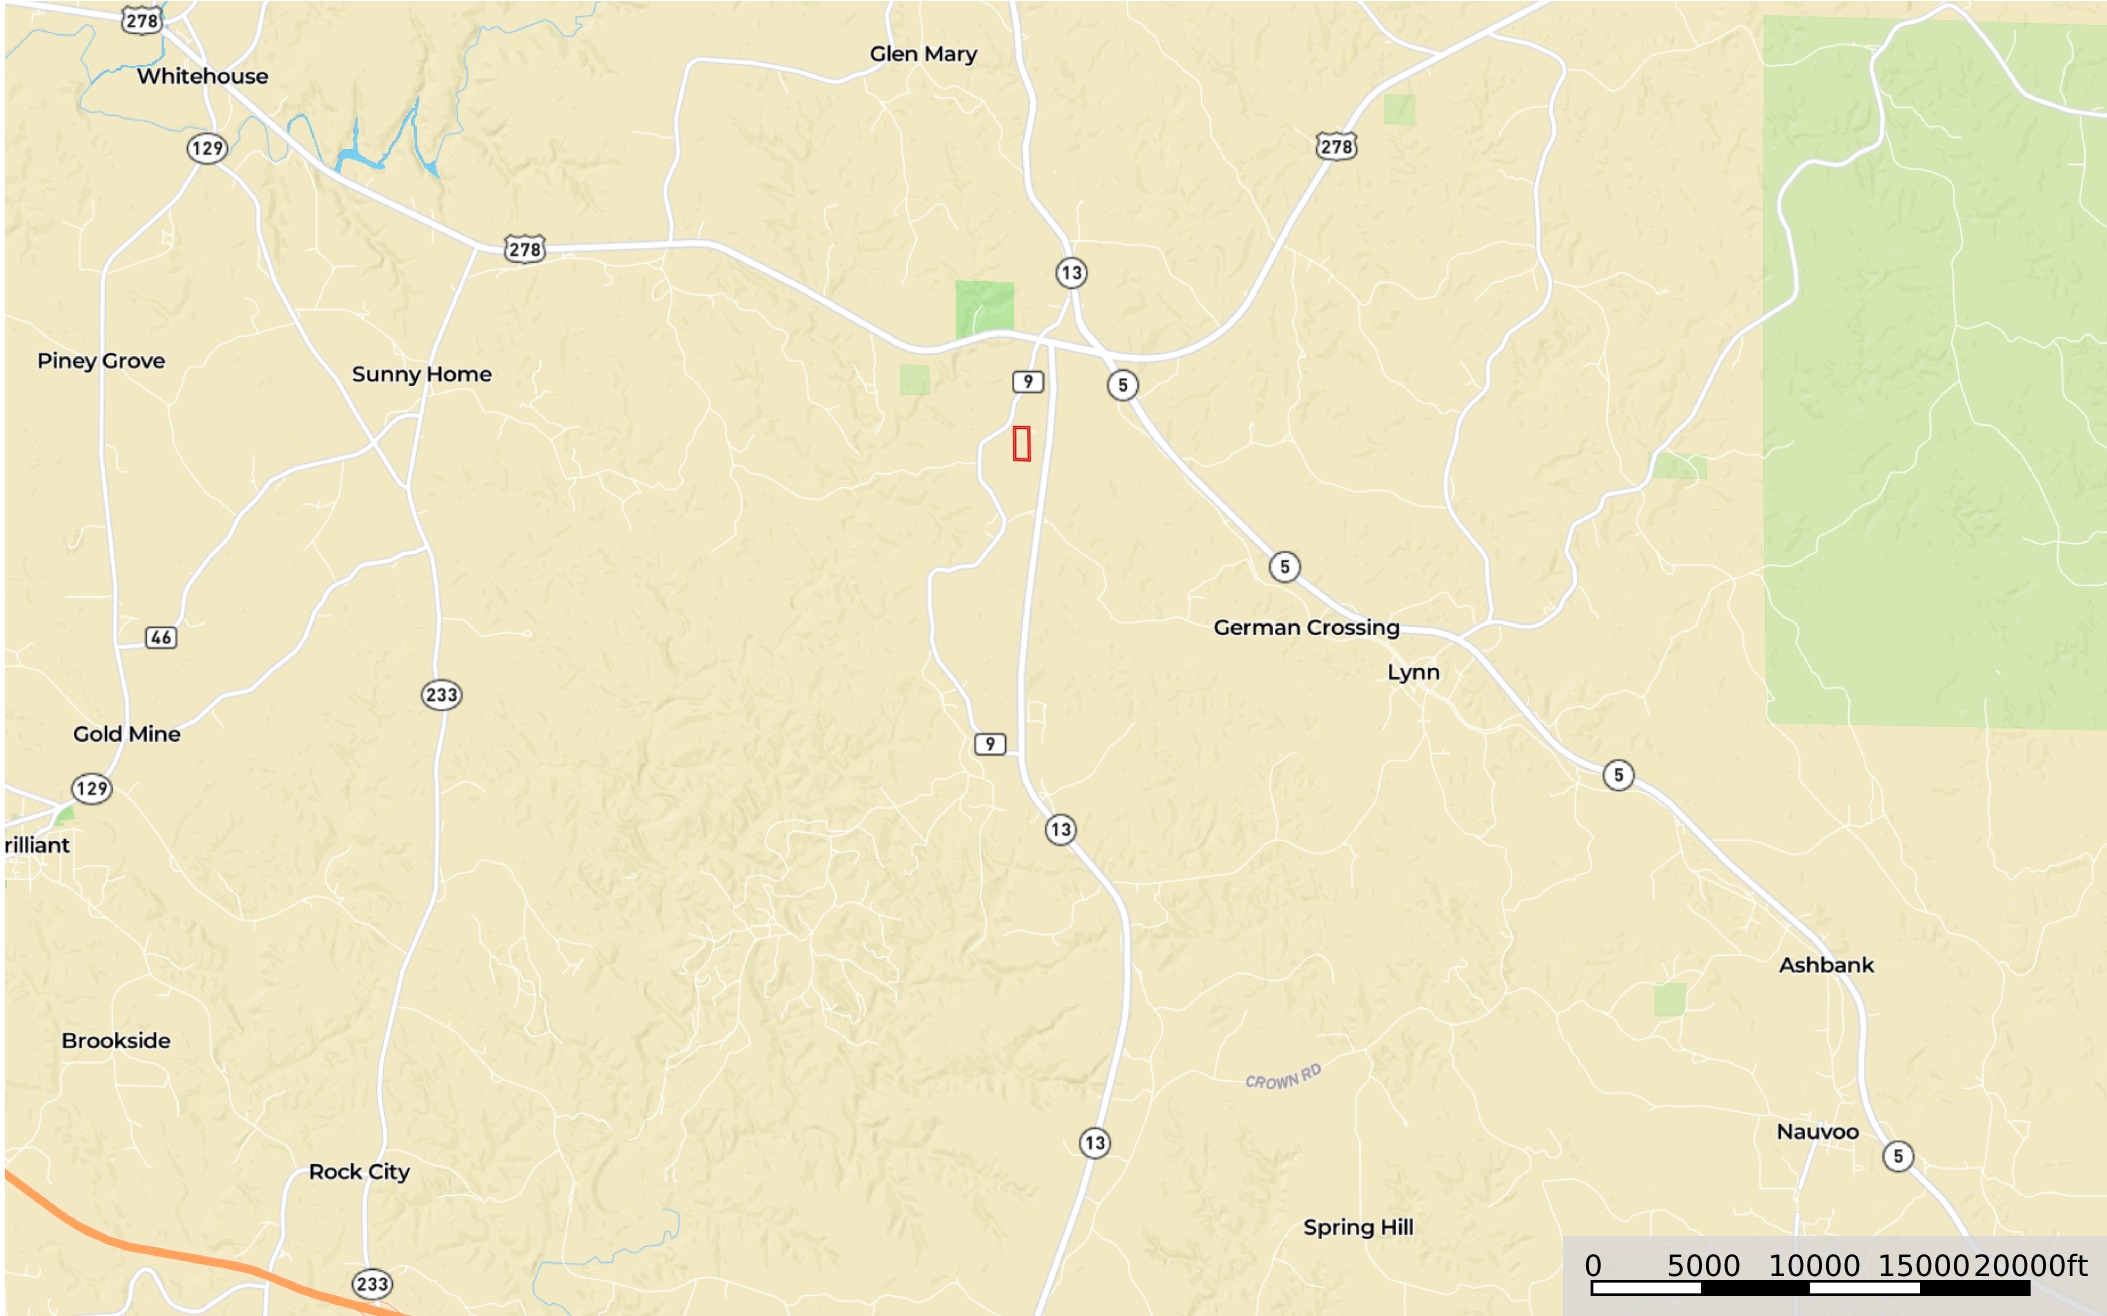 278
Glen Mary
Whitehouse
129
278
278
13
Piney Grove
Sunny Home
9
5
5
German Crossing
46
Lynn
233
Gold Mine
9
5
129
13
rilliant
Ashbank
Brookside
CROWN RD
Nauvoo
13
5
Rock City
Spring Hill
233
0 5000 10000 15000 20000ft